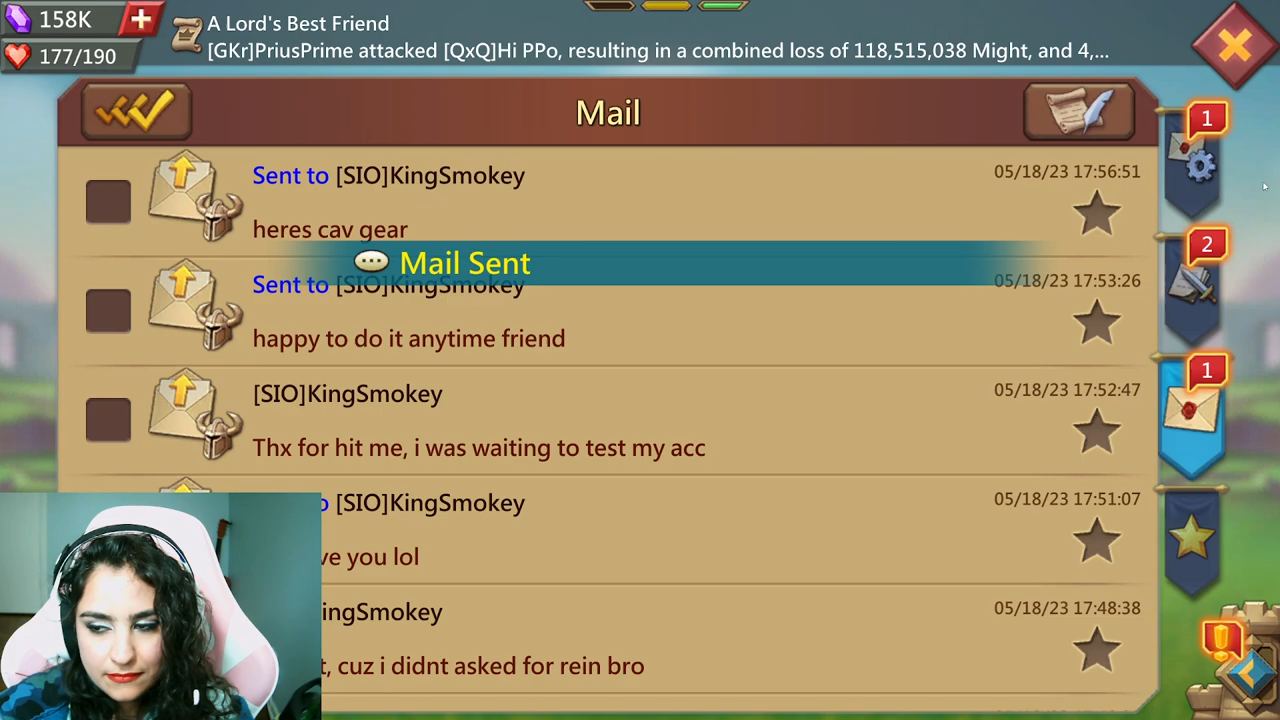 158K
A Lord's Best Friend
177/190
[GKr]PriusPrime attacked [QxQ]Hi PPo, resulting in a combined loss of 118,515,038 Might, and 4,...
Mail
1
Sent to [SIO]KingSmokey
05/18/23 17:56:51
heres cav gear
2
Mail Sent
Sent to [SIO]KingSmokey
05/18/23 17:53:26
happy to do it anytime friend
1
[SIO]KingSmokey
05/18/23 17:52:47
Thx for hit me, i was waiting to test my acc
[SIO]KingSmokey
05/18/23 17:51:07
you lol
05/18/23 17:48:38
cuz i didnt asked for rein bro